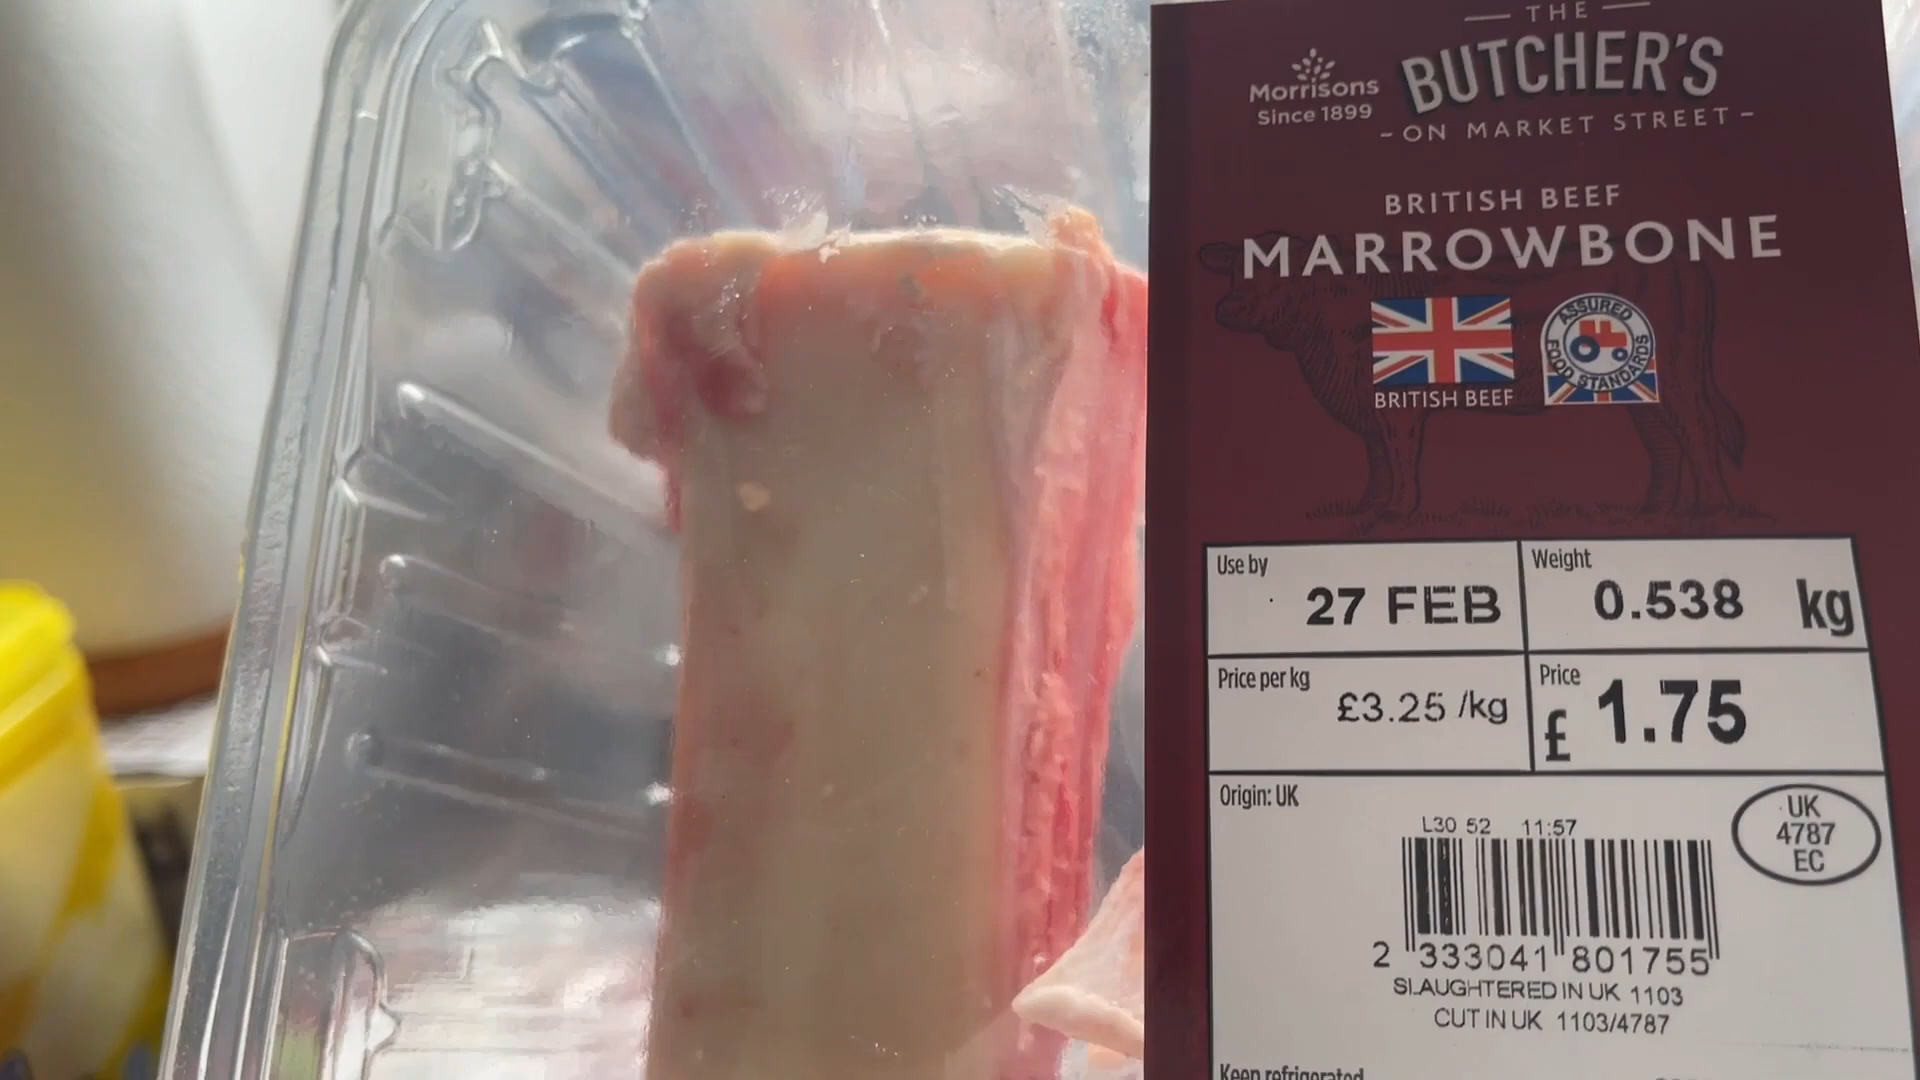 THE
BUTCHER'S
Morrisons
Since 1899
- ON MARKET STREET -
BRITISH BEEF
MARROWBONE
BRITISH BEEF
ASSURED
FOOD STANDARDS
Use by
27 FEB
Weight
0.538 kg
Price per kg
£3.25 /kg
Price
£ 1.75
Origin: UK
L30 52 11:57
UK
4787
EC
2 333041 801755
SLAUGHTERED IN UK 1103
CUT IN UK 1103/4787
Keep refrigerated